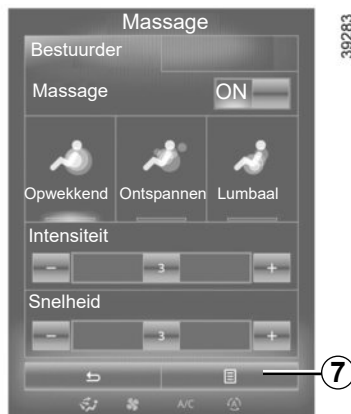 Massage
Bestuurder
Massage ON
Opwekkend Ontspannen Lumbaal
Intensiteit
- 3 +
Snelheid
- 3 +
7
A/C
39283